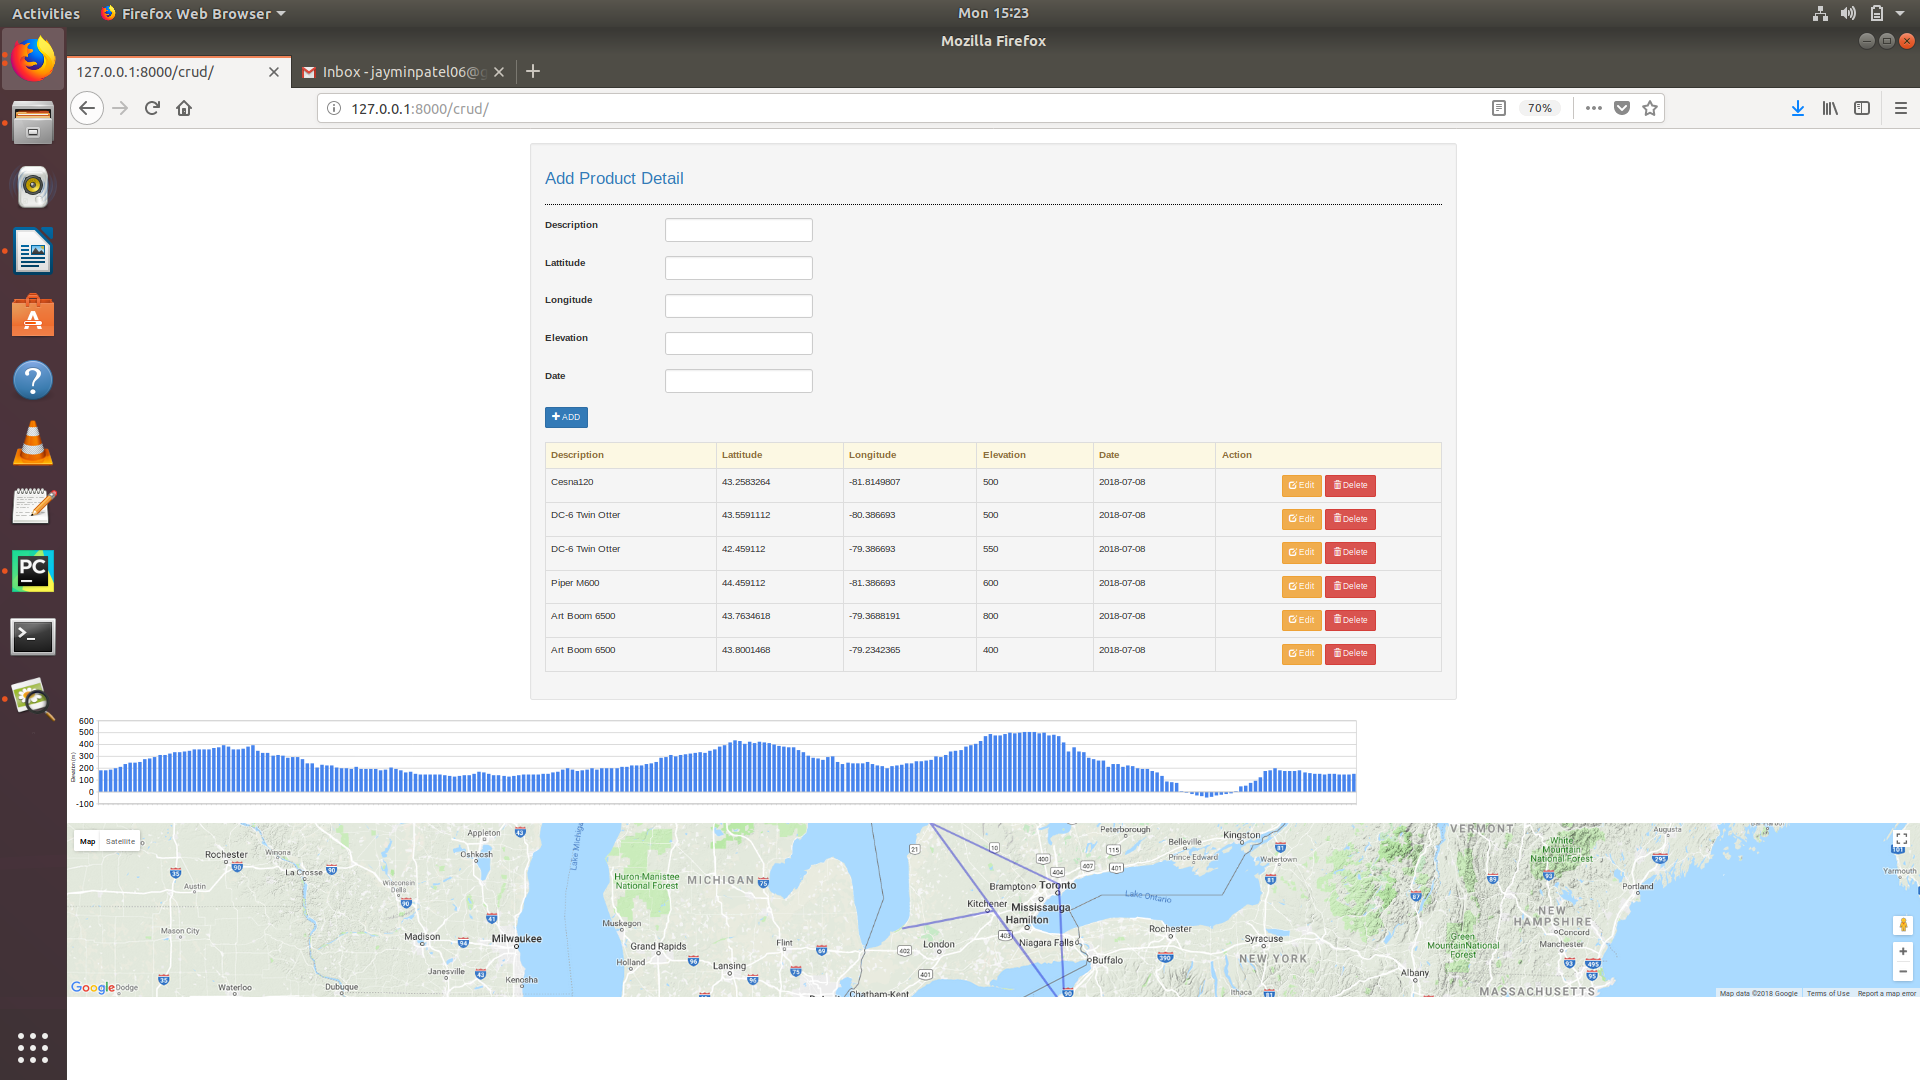 Activities Firefox Web Browser Mon 15:23
Mozilla Firefox
127.0.0.1:8000/crud/ Inbox - jayminpatel06@g
127.0.0.1:8000/crud/ 70%
Add Product Detail
Description
Lattitude
Longitude
Elevation
Date
ADD
Description Lattitude Longitude Elevation Date Action
Cesna120 43.2583264 -81.8149807 500 2018-07-08 Edit Delete
DC-6 Twin Otter 43.5591112 -80.386693 500 2018-07-08 Edit Delete
DC-6 Twin Otter 42.459112 -79.386693 550 2018-07-08 Edit Delete
Piper M600 44.459112 -81.386693 600 2018-07-08 Edit Delete
Art Boom 6500 43.7634618 -79.3688191 800 2018-07-08 Edit Delete
Art Boom 6500 43.8001468 -79.2342365 400 2018-07-08 Edit Delete
600
500
400
300
200
100
0
-100
Elevation (m)
Map Satellite
Appleton 43
Peterborough
Kingston
VERMONT
Augusta
Rochester
Winona
Oshkosh
Lake Michiga
Belleville
Watertown
White Mountain National Forest
La Crosse 90
Wisconsin Dells
Huron-Manistee National Forest
MICHIGAN
Prince Edward
Portland
Yarmouth
Austin
Brampton
Toronto
Lake Ontario
Kitchener
Mississauga
Hamilton
NEW HAMPSHIRE
Concord
Manchester
Mason City
Madison 94
Milwaukee
Muskegon
Grand Rapids
Flint
London
Niagara Falls
Rochester
Syracuse
NEW YORK
Green Mountain National Forest
Holland
Lansing
Buffalo
Albany
Janesville
Kenosha
Google
Dodge
Waterloo
Dubuque
Chatham-Kent
Ithaca
MASSACHUSETTS
Map data ©2018 Google Terms of Use Report a map error